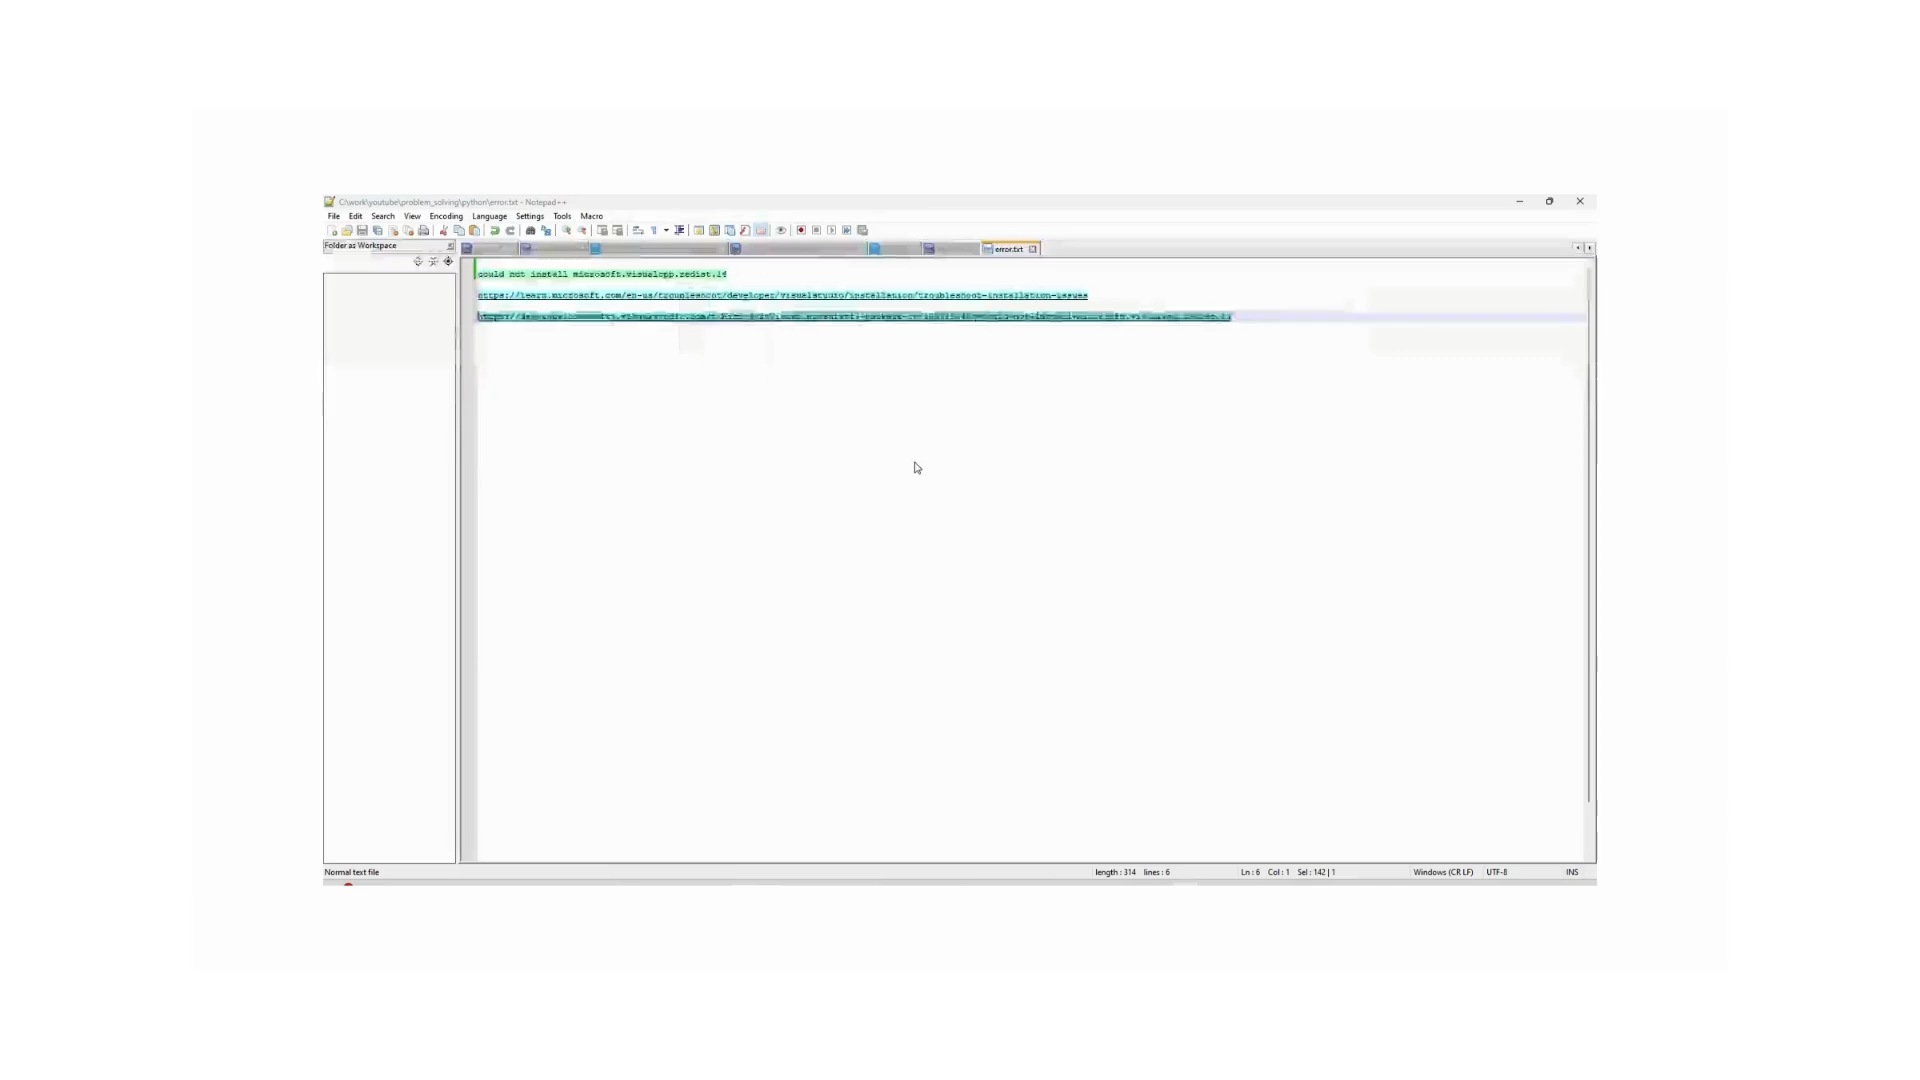 C:\work\youtube\problem_solving\python\error.txt - Notepad++
File Edit Search View Encoding Language Settings Tools Macro
Folder as Workspace
error.txt
could not install microsoft.visualcpp.redist.14
https://learn.microsoft.com/en-us/troubleshoot/developer/visualstudio/installation/troubleshoot-installation-issues
Normal text file length : 314 lines : 6 Ln : 6 Col : 1 Sel : 142 | 1 Windows (CR LF) UTF-8 INS